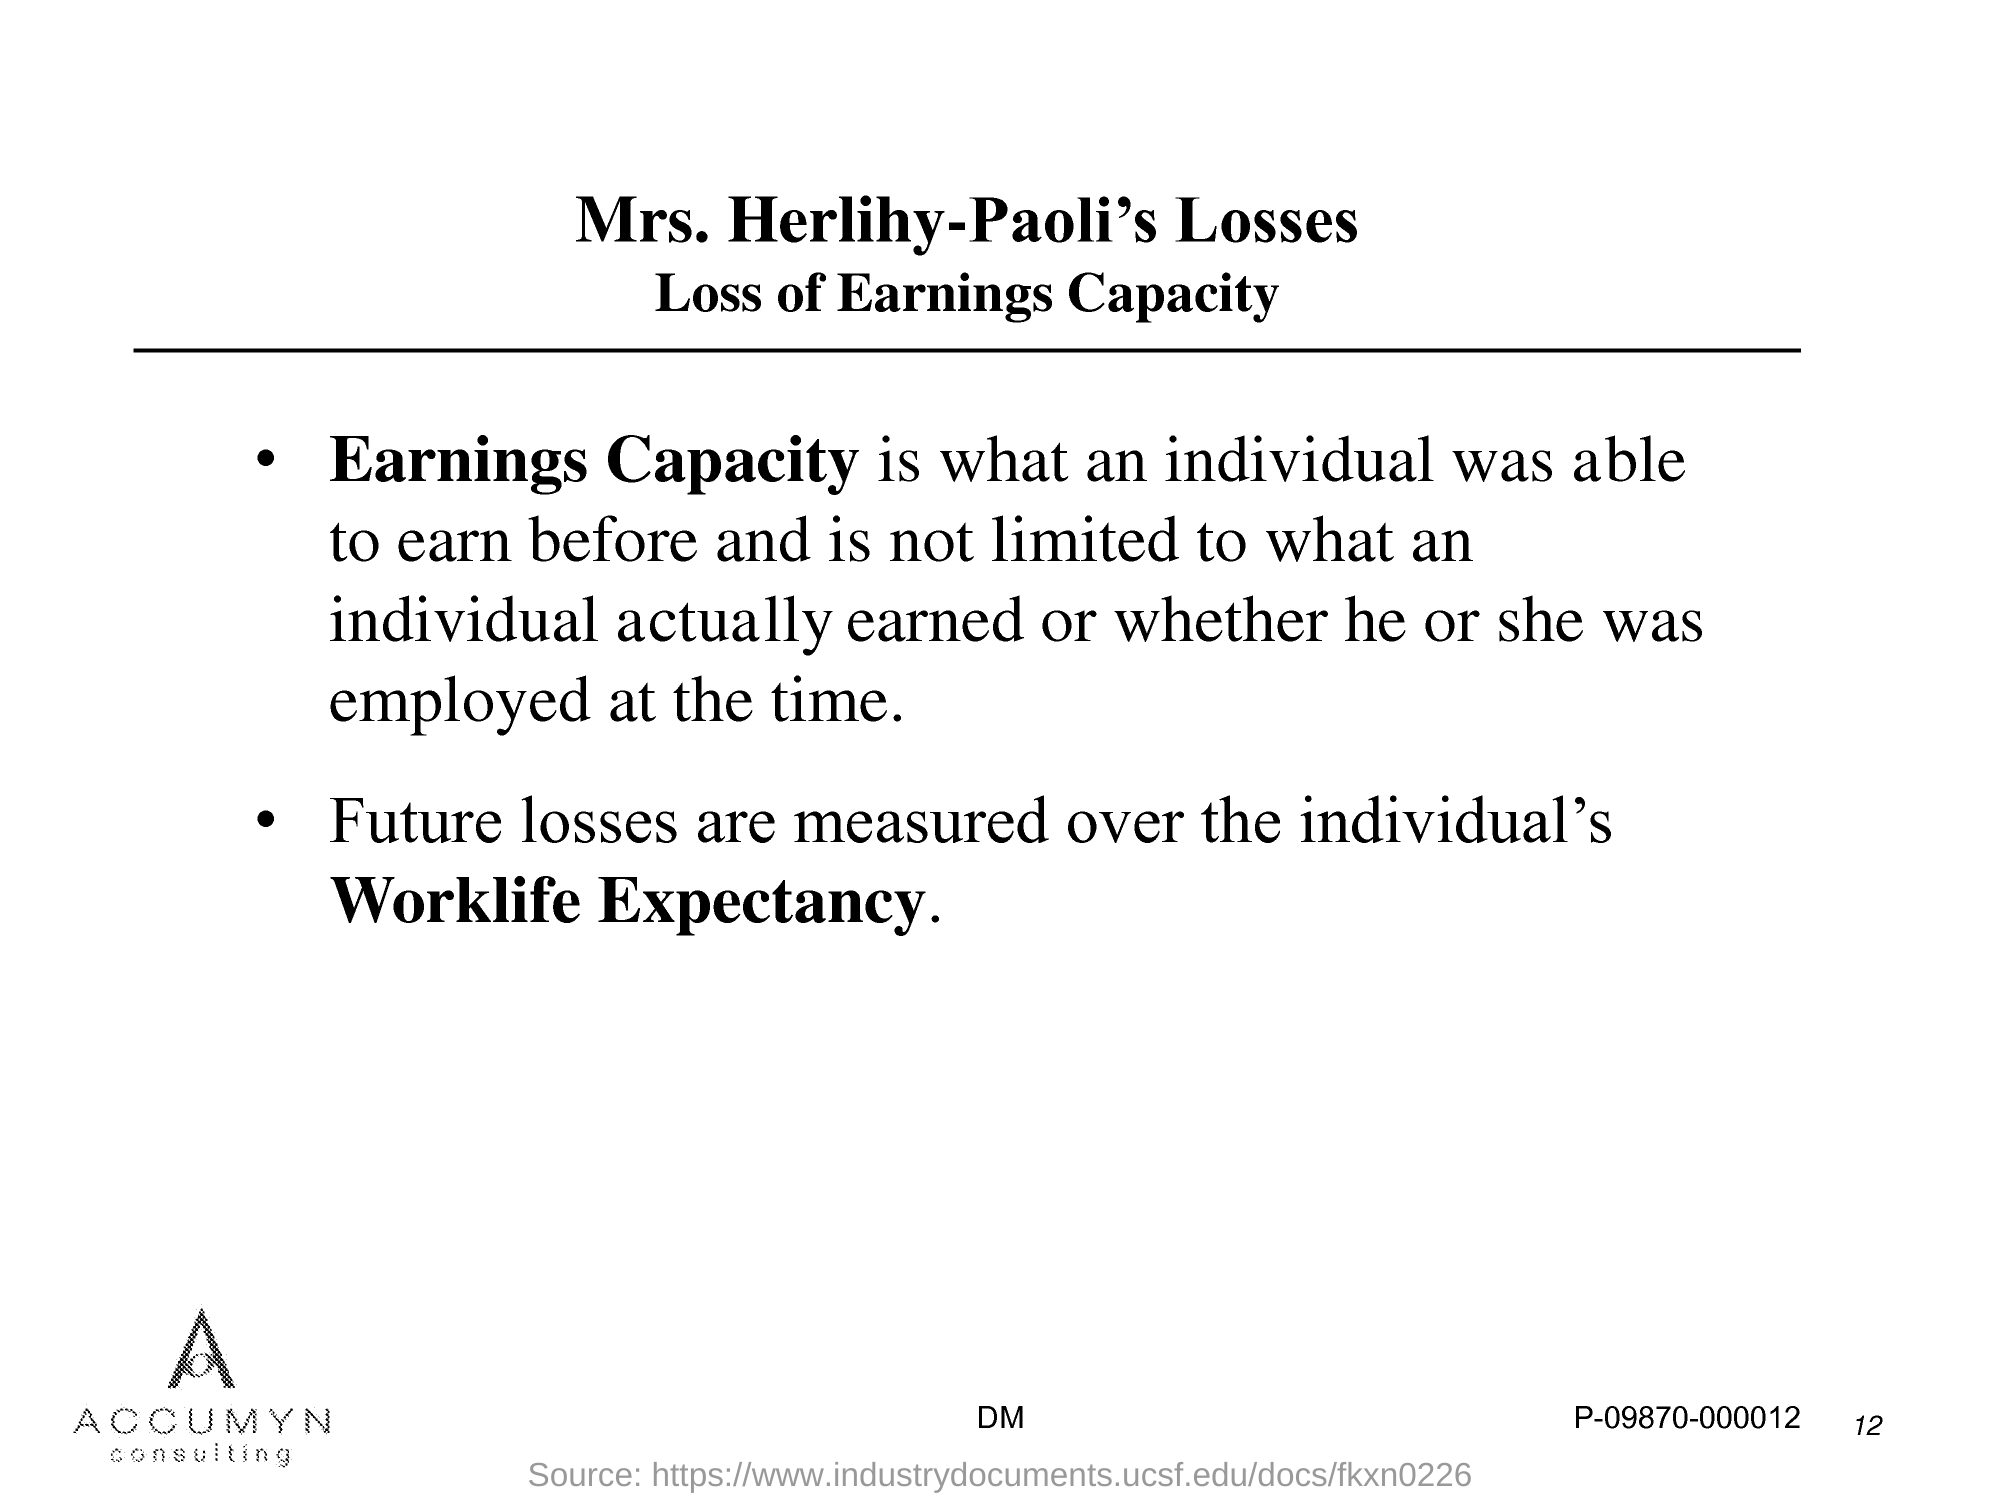 Mrs. Herlihy-Paoli’s Losses
Loss of Earnings Capacity
• Earnings Capacity is what an individual was able
to earn before and is not limited to what an
individual actually earned or whether he or she was
employed at the time.
• Future losses are measured over the individual’s
Worklife Expectancy.
ACCUMYN
consulting
DM
P-09870-000012
12
Source: https://www.industrydocuments.ucsf.edu/docs/fkxn0226